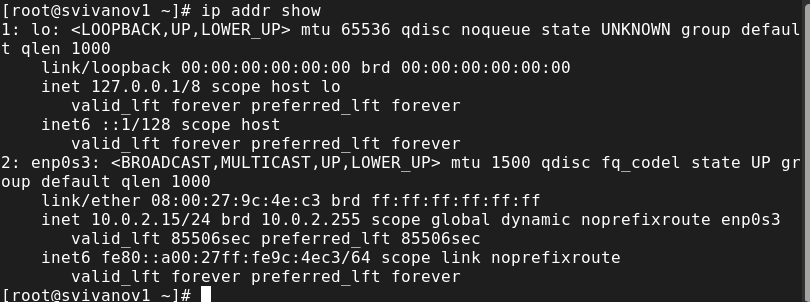 [root@svivanov1 ~]# ip addr show
1: lo: <LOOPBACK,UP,LOWER_UP> mtu 65536 qdisc noqueue state UNKNOWN group defaul
t qlen 1000
    link/loopback 00:00:00:00:00:00 brd 00:00:00:00:00:00
    inet 127.0.0.1/8 scope host lo
       valid_lft forever preferred_lft forever
    inet6 ::1/128 scope host
       valid_lft forever preferred_lft forever
2: enp0s3: <BROADCAST,MULTICAST,UP,LOWER_UP> mtu 1500 qdisc fq_codel state UP gr
oup default qlen 1000
    link/ether 08:00:27:9c:4e:c3 brd ff:ff:ff:ff:ff:ff
    inet 10.0.2.15/24 brd 10.0.2.255 scope global dynamic noprefixroute enp0s3
       valid_lft 85506sec preferred_lft 85506sec
    inet6 fe80::a00:27ff:fe9c:4ec3/64 scope link noprefixroute
       valid_lft forever preferred_lft forever
[root@svivanov1 ~]#